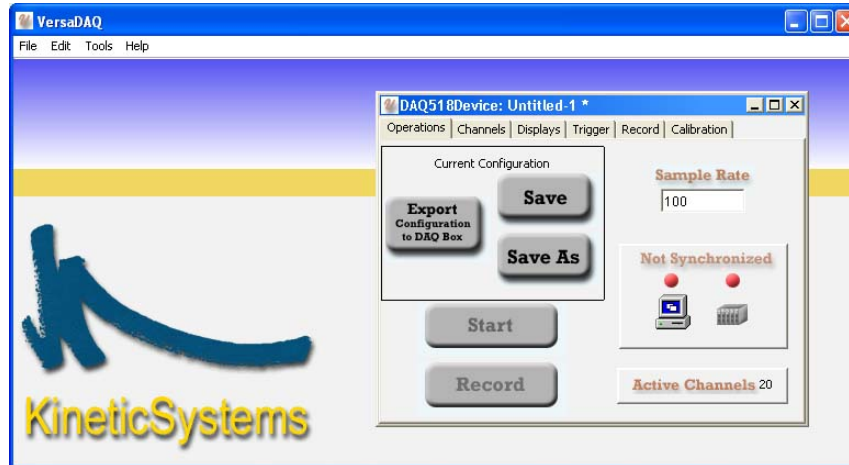 VersaDAQ
File Edit Tools Help
DAQ518Device: Untitled-1 *
Operations Channels Displays Trigger Record Calibration
Current Configuration
Export
Configuration
to DAQ Box
Save
Save As
Sample Rate
100
Not Synchronized
Start
Record
Active Channels 20
KineticSystems